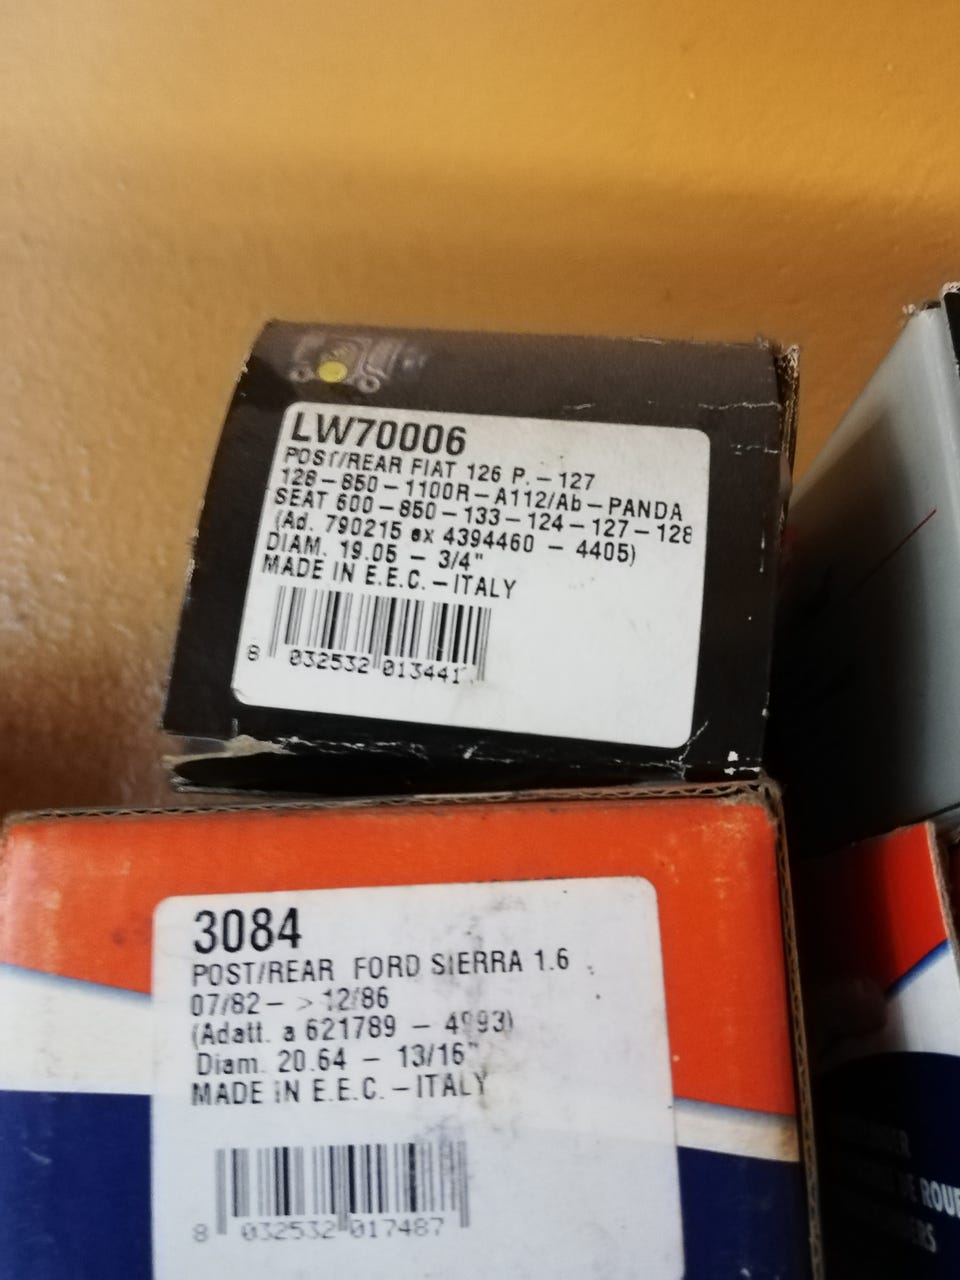 LW70006
POST/REAR FIAT 126 P. - 127
128-850-1100R-A112/Ab-PANDA
SEAT 600-850-133-124-127-128
(Ad. 790215 ex 4394460 - 4405)
DIAM. 19.05 - 3/4"
MADE IN E.E.C. - ITALY
8 032532 013441
3084
POST/REAR FORD SIERRA 1.6
07/82- > 12/86
(Adatt. a 621789 - 4993)
Diam. 20.64 - 13/16"
MADE IN E.E.C. - ITALY
8 032532 017487